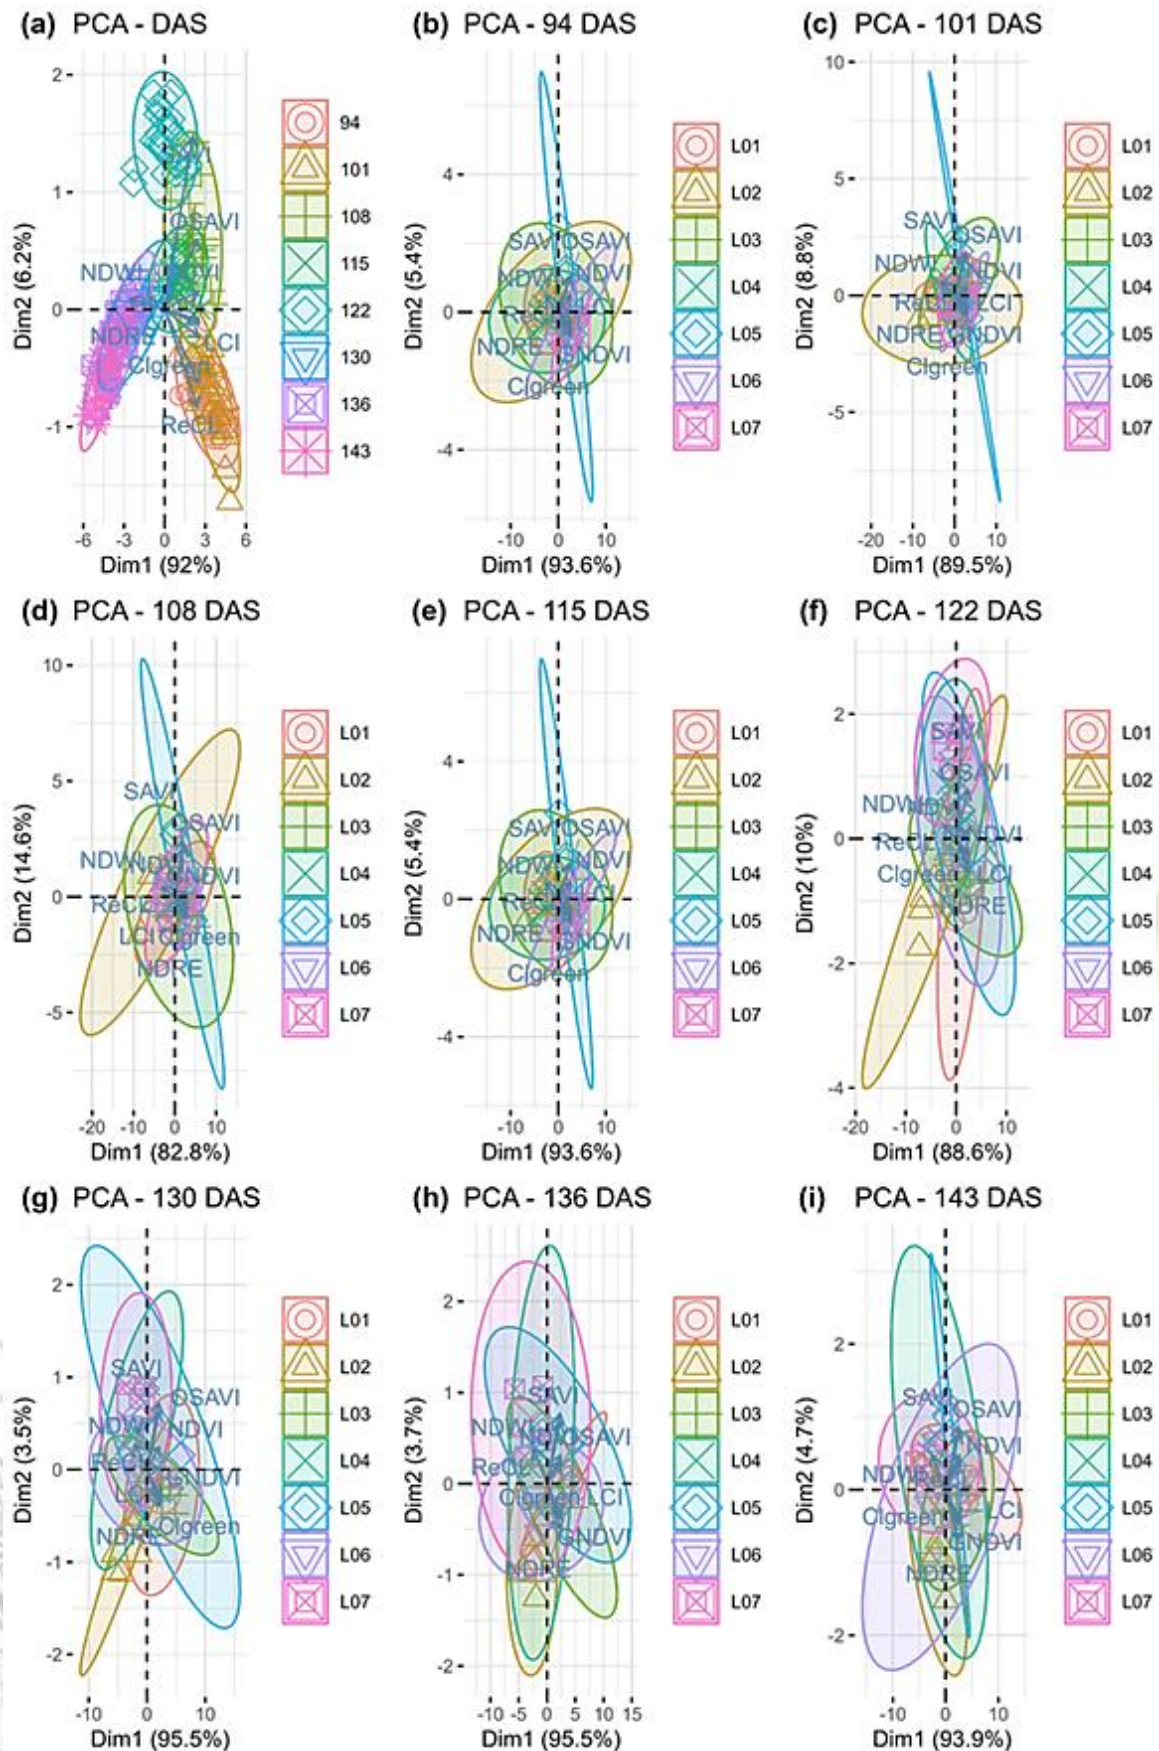 (a) PCA - DAS
2
1
0
-1
-6 -3 0 3 6
Dim1 (92%)
Dim2 (6.2%)
OSAVI
NDWI
NDRE
LCI
CIgreen
ReCL
94
101
108
115
122
130
136
143
(b) PCA - 94 DAS
4
0
-4
-10 0 10
Dim1 (93.6%)
Dim2 (5.4%)
SAVI OSAVI
NDWI NDVI
NDRE GNDVI
CIgreen
L01
L02
L03
L04
L05
L06
L07
(c) PCA - 101 DAS
10
5
0
-5
-20 -10 0 10
Dim1 (89.5%)
Dim2 (8.8%)
SAVI
OSAVI
NDWI NDVI
ReCL LCI
NDRE GNDVI
CIgreen
L01
L02
L03
L04
L05
L06
L07
(d) PCA - 108 DAS
10
5
0
-5
-20 -10 0 10
Dim1 (82.8%)
Dim2 (14.6%)
SAVI
OSAVI
NDWI NDVI GNDVI
ReCL
LCI CIgreen
NDRE
L01
L02
L03
L04
L05
L06
L07
(e) PCA - 115 DAS
4
0
-4
-10 0 10
Dim1 (93.6%)
Dim2 (5.4%)
SAVI OSAVI
NDWI NDVI
LCI
NDRE GNDVI
CIgreen
L01
L02
L03
L04
L05
L06
L07
(f) PCA - 122 DAS
2
0
-2
-4
-20 -10 0 10
Dim1 (88.6%)
Dim2 (10%)
SAVI
OSAVI
NDWI
GNDVI
ReCL
CIgreen LCI
NDRE
L01
L02
L03
L04
L05
L06
L07
(g) PCA - 130 DAS
2
1
0
-1
-2
-10 0 10
Dim1 (95.5%)
Dim2 (3.5%)
SAVI
OSAVI
NDWI NDVI
ReCL GNDVI
LCI
CIgreen
NDRE
L01
L02
L03
L04
L05
L06
L07
(h) PCA - 136 DAS
2
1
0
-1
-2
-10 -5 0 5 10 15
Dim1 (95.5%)
Dim2 (3.7%)
SAVI
NDWI OSAVI
ReCL
CIgreen LCI
GNDVI
NDRE
L01
L02
L03
L04
L05
L06
L07
(i) PCA - 143 DAS
2
0
-2
-10 0 10
Dim1 (93.9%)
Dim2 (4.7%)
SAVI
OSAVI
NDVI
NDWI
CIgreen LCI
GNDVI
NDRE
L01
L02
L03
L04
L05
L06
L07